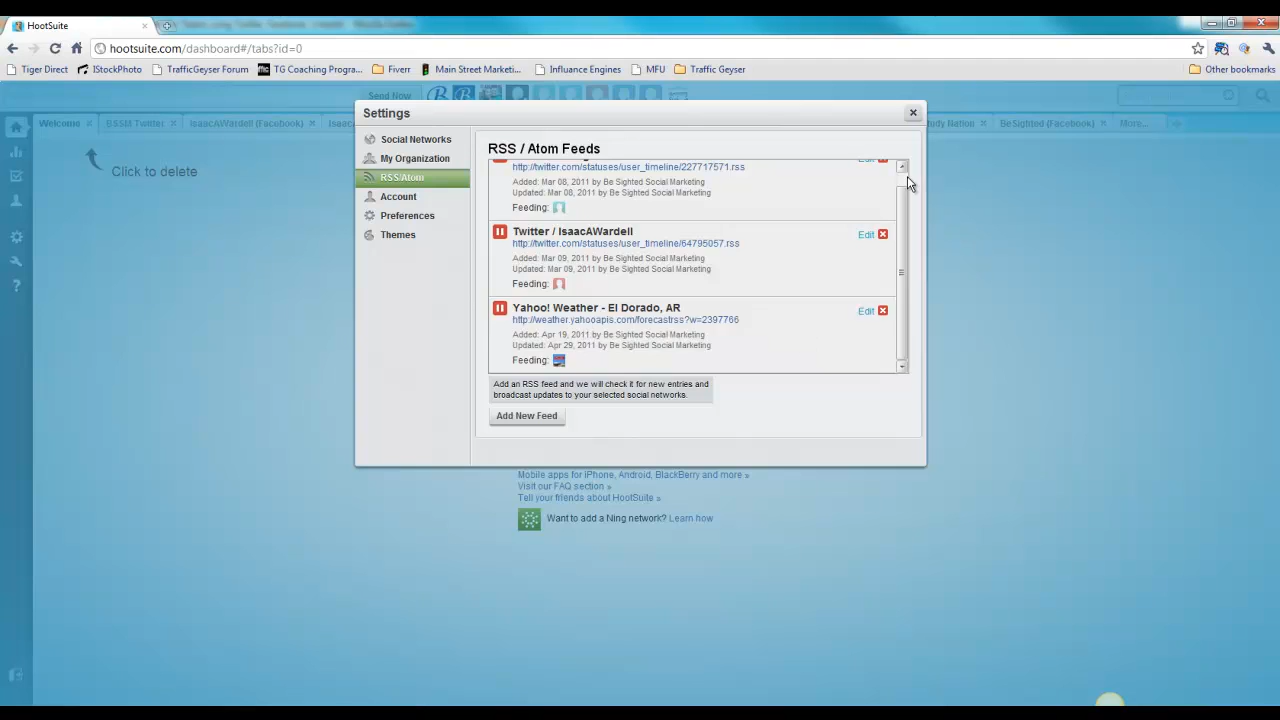 HootSuite
hootsuite.com/dashboard#/tabs?id=0
Tiger Direct
IStockPhoto
TrafficGeyser Forum
TG Coaching Progra...
Fiverr
Main Street Marketi...
Influance Engines
MFU
Traffic Geyser
Other bookmarks
Send Now
Settings
Welcome
BSSM Twitter
IsaacAWardell (Facebook)
BeSighted (Facebook)
More...
Click to delete
Social Networks
My Organization
RSS/Atom
Account
Preferences
Themes
RSS / Atom Feeds
Edit
http://twitter.com/statuses/user_timeline/227717571.rss
Added: Mar 08, 2011 by Be Sighted Social Marketing
Updated: Mar 08, 2011 by Be Sighted Social Marketing
Feeding:
Twitter / IsaacAWardell
Edit
http://twitter.com/statuses/user_timeline/64795057.rss
Added: Mar 09, 2011 by Be Sighted Social Marketing
Updated: Mar 09, 2011 by Be Sighted Social Marketing
Feeding:
Yahoo! Weather - El Dorado, AR
Edit
http://weather.yahooapis.com/forecastrss?w=2397766
Added: Apr 19, 2011 by Be Sighted Social Marketing
Updated: Apr 29, 2011 by Be Sighted Social Marketing
Feeding:
Add an RSS feed and we will check it for new entries and
broadcast updates to your selected social networks.
Add New Feed
Mobile apps for iPhone, Android, BlackBerry and more »
Visit our FAQ section »
Tell your friends about HootSuite »
Want to add a Ning network? Learn how